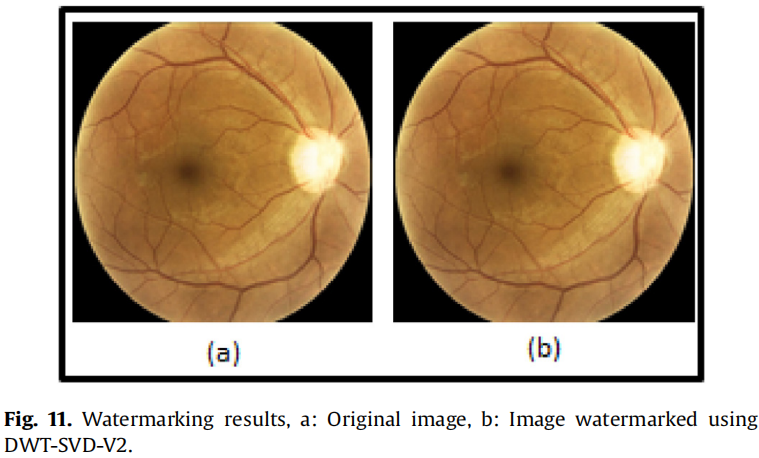 (a)
(b)
Fig. 11. Watermarking results, a: Original image, b: Image watermarked using
DWT-SVD-V2.